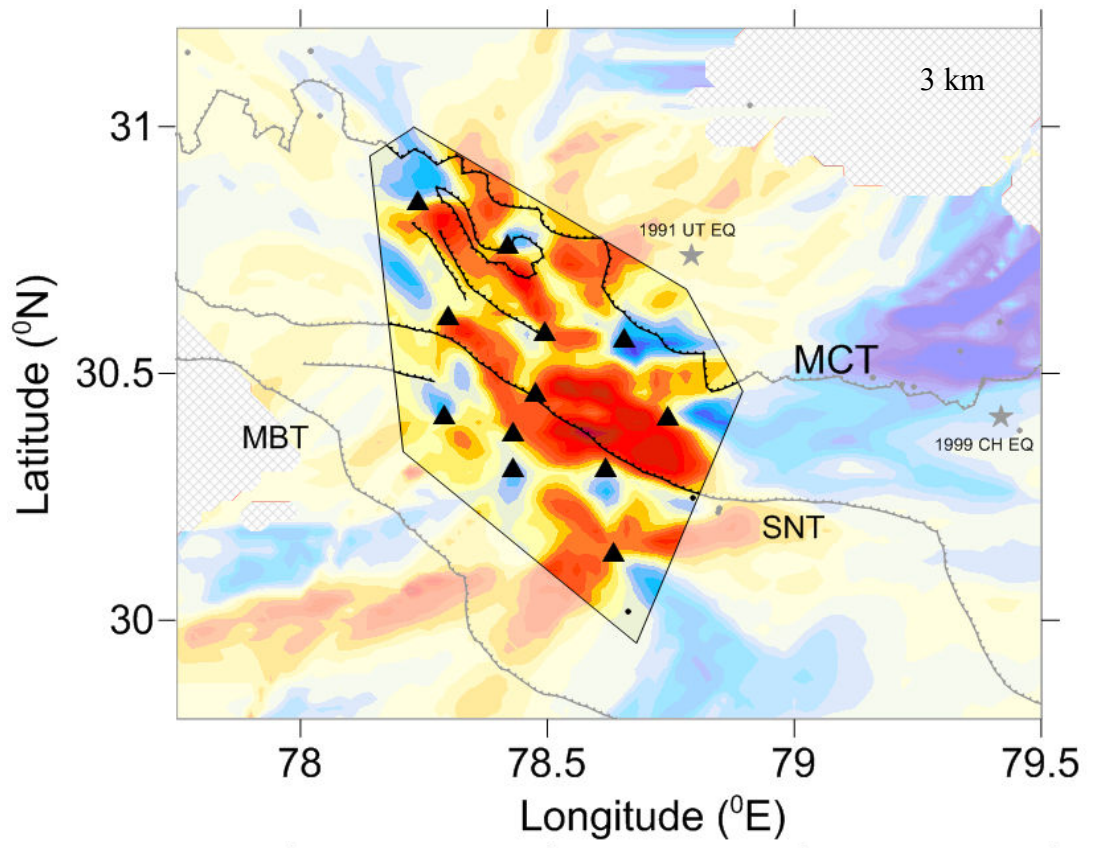 3 km
31
1991 UT EQ
30.5
MCT
MBT
1999 CH EQ
SNT
30
Latitude (⁰N)
78
78.5
79
79.5
Longitude (⁰E)